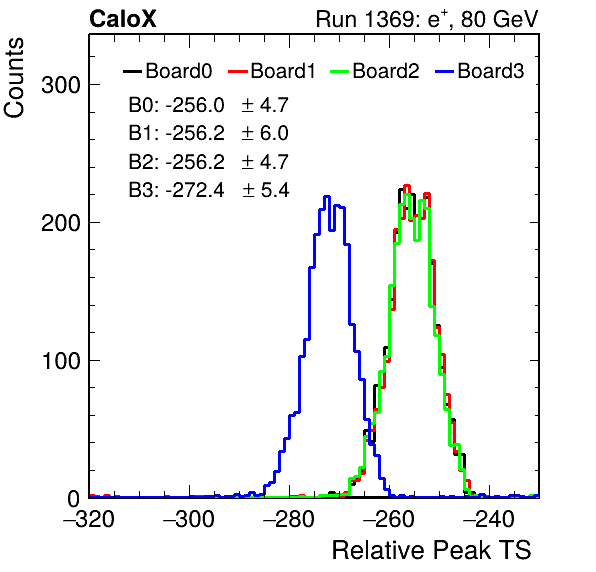 CaloX Run 1369: e⁺, 80 GeV
Counts
Board0 Board1 Board2 Board3
B0: -256.0 ± 4.7
B1: -256.2 ± 6.0
B2: -256.2 ± 4.7
B3: -272.4 ± 5.4
300
200
100
0
−320 −300 −280 −260 −240
Relative Peak TS